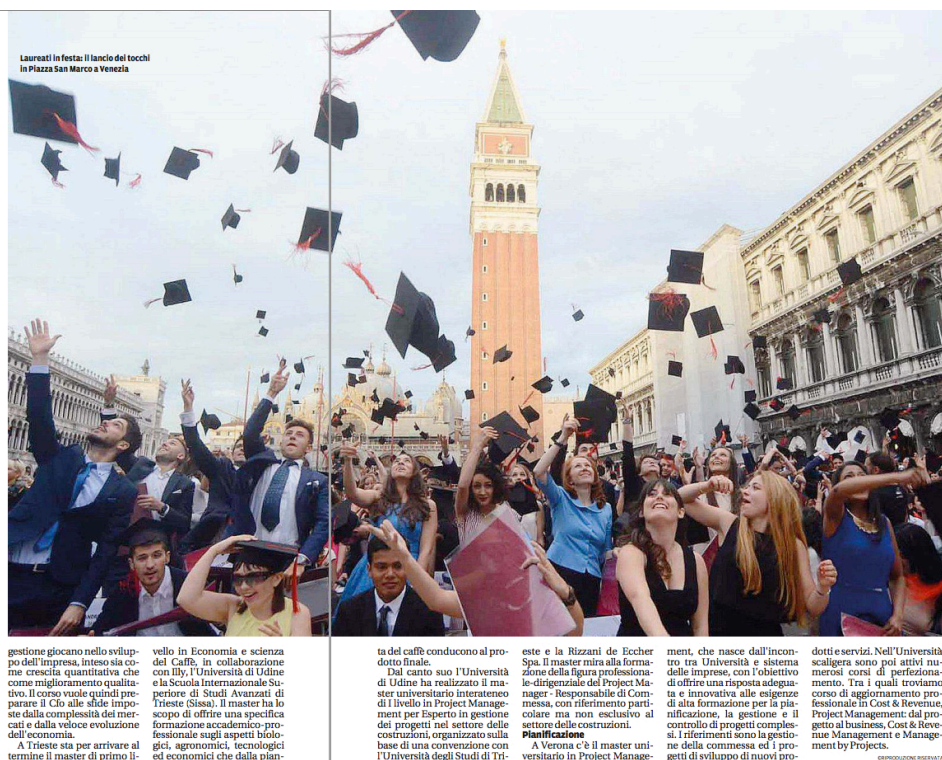 Laureati in festa: il lancio dei tocchi
in Piazza San Marco a Venezia
gestione giocano nello svilup-
po dell'impresa, inteso sia co-
me crescita quantitativa che
come miglioramento qualitati-
tivo. Il corso vuole quindi pre-
parare il Cfo alle sfide impo-
ste dalla complessità dei mer-
cati e dalla veloce evoluzione
dell'economia.
A Trieste sta per arrivare al
termine il master di primo li-
vello in Economia e scienza
del Caffè, in collaborazione
con Illy, l'Università di Udine
e la Scuola Internazionale Su-
periore di Studi Avanzati di
Trieste (Sissa). Il master ha lo
scopo di offrire una specifica
formazione accademico-pro-
fessionale sugli aspetti biolo-
gici, agronomici, tecnologici
ed economici che dalla pian-
ta del caffè conducono al pro-
dotto finale.
Dal canto suo l'Università
di Udine ha realizzato il ma-
ster universitario interateneo
di I livello in Project Manage-
ment per Esperto in gestione
dei progetti nel settore delle
costruzioni, organizzato sulla
base di una convenzione con
l'Università degli Studi di Tri-
este e la Rizzani de Eccher
Spa. Il master mira alla forma-
zione della figura professiona-
le-dirigenziale del Project Ma-
nager - Responsabile di Com-
messa, con riferimento parti-
colare ma non esclusivo al
settore delle costruzioni.
Pianificazione
A Verona c'è il master uni-
versitario in Project Manage-
ment, che nasce dall'incon-
tro tra Università e sistema
delle imprese, con l'obiettivo
di offrire una risposta adegua-
ta e innovativa alle esigenze
di alta formazione per la pia-
nificazione, la gestione e il
controllo di progetti comples-
si. I riferimenti sono la gestio-
ne della commessa ed i pro-
getti di sviluppo di nuovi pro-
dotti e servizi. Nell'Università
scaligera sono poi attivi nu-
merosi corsi di perfeziona-
mento. Tra i quali troviamo
corso di aggiornamento pro-
fessionale in Cost & Revenue,
Project Management: dal pro-
getto al business, Cost & Reve-
nue Management e Manage-
ment by Projects.
©RIPRODUZIONE RISERVATA